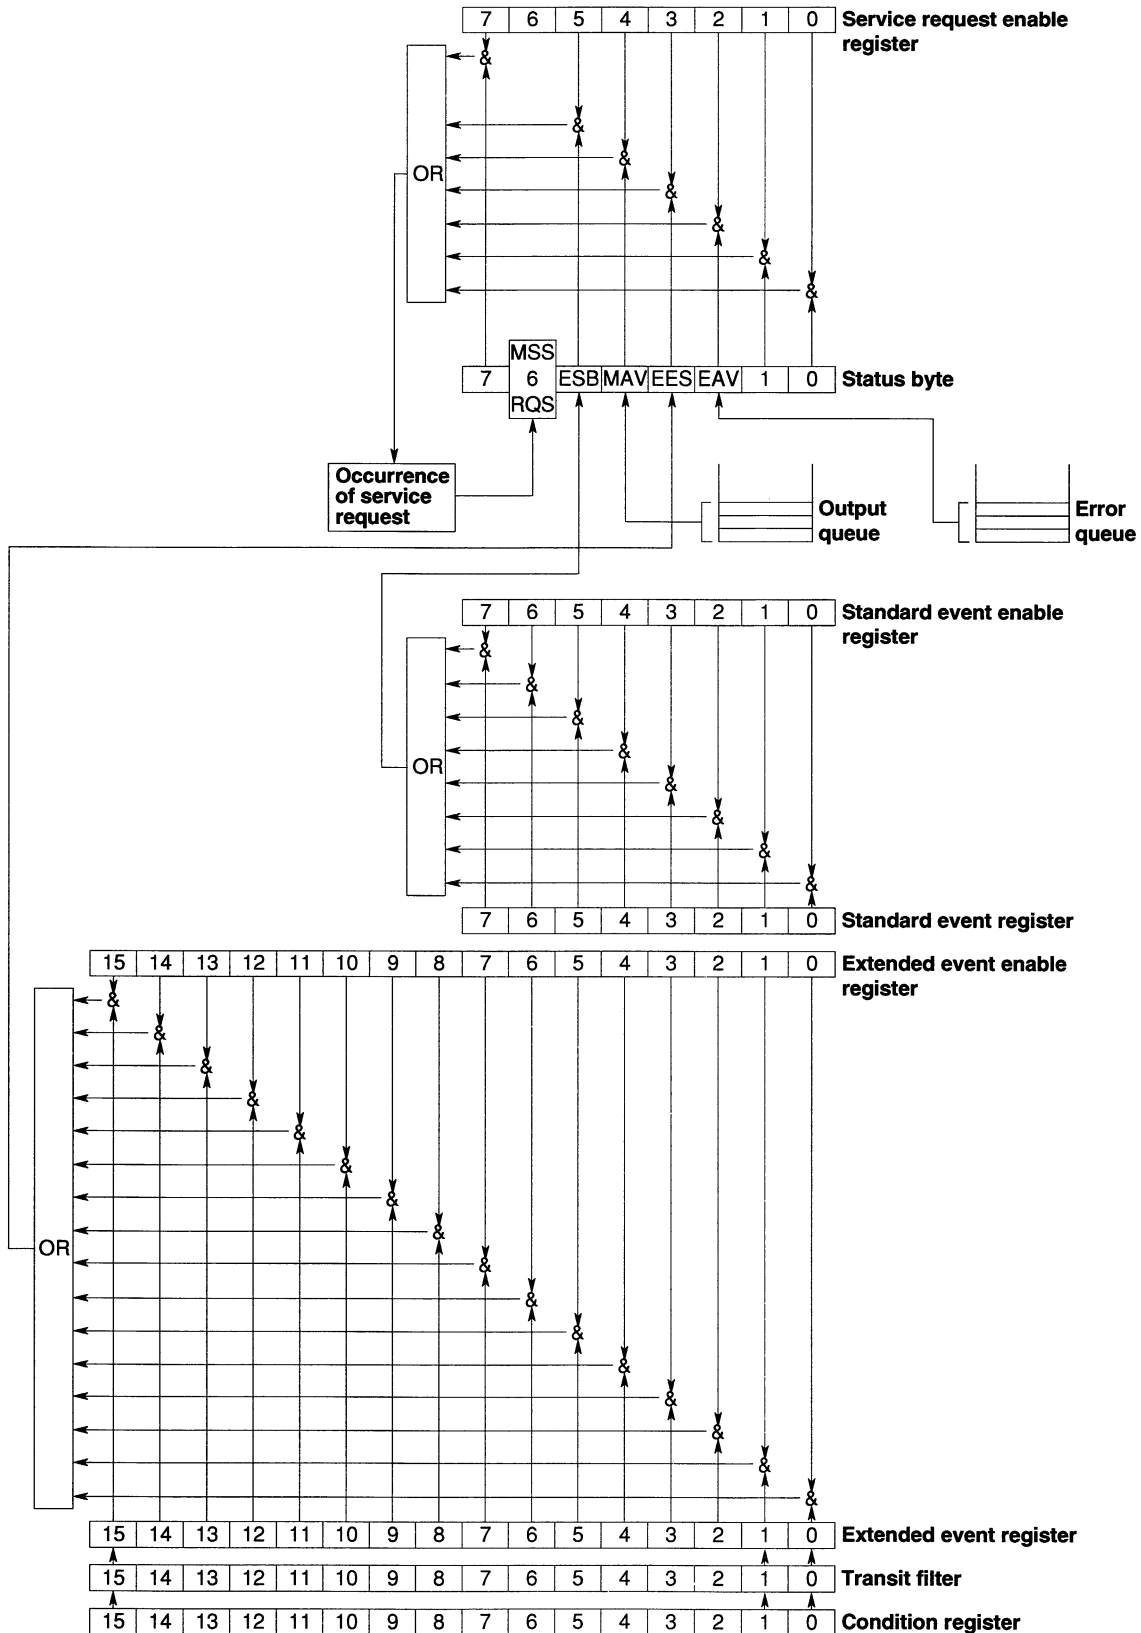 7 6 5 4 3 2 1 0 Service request enable
register
&
&
&
OR
&
&
&
&
MSS
7 6 ESB MAV EES EAV 1 0 Status byte
RQS
Occurrence
of service
request
Output
queue
Error
queue
7 6 5 4 3 2 1 0 Standard event enable
register
&
&
&
&
OR
&
&
&
&
7 6 5 4 3 2 1 0 Standard event register
15 14 13 12 11 10 9 8 7 6 5 4 3 2 1 0 Extended event enable
register
&
&
&
&
&
&
&
&
OR
&
&
&
&
&
&
&
&
15 14 13 12 11 10 9 8 7 6 5 4 3 2 1 0 Extended event register
15 14 13 12 11 10 9 8 7 6 5 4 3 2 1 0 Transit filter
15 14 13 12 11 10 9 8 7 6 5 4 3 2 1 0 Condition register